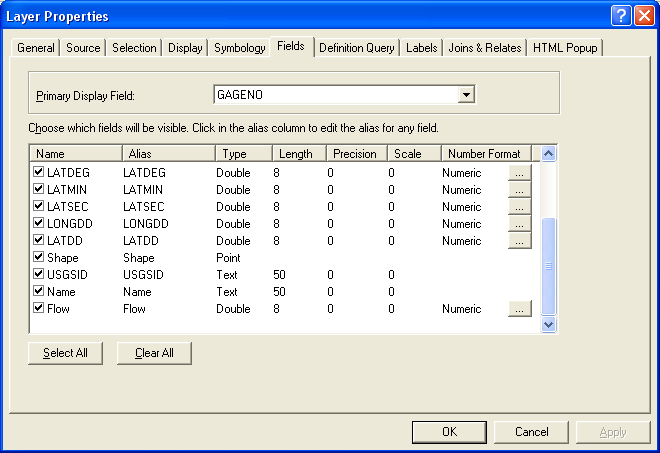 Layer Properties
General Source Selection Display Symbology Fields Definition Query Labels Joins & Relates HTML Popup
Primary Display Field: GAGENO
Choose which fields will be visible. Click in the alias column to edit the alias for any field.
Name Alias Type Length Precision Scale Number Format
LATDEG LATDEG Double 8 0 0 Numeric ...
LATMIN LATMIN Double 8 0 0 Numeric ...
LATSEC LATSEC Double 8 0 0 Numeric ...
LONGDD LONGDD Double 8 0 0 Numeric ...
LATDD LATDD Double 8 0 0 Numeric ...
Shape Shape Point
USGSID USGSID Text 50 0 0
Name Name Text 50 0 0
Flow Flow Double 8 0 0 Numeric ...
Select All Clear All
OK Cancel Apply